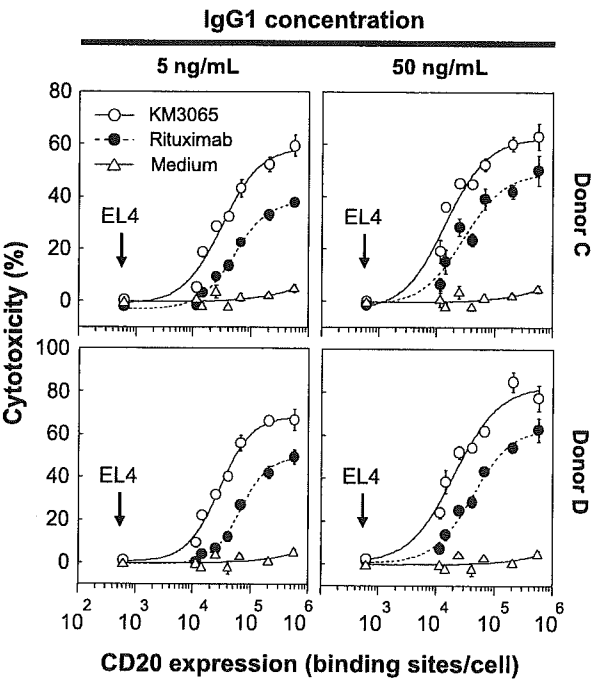 IgG1 concentration
5 ng/mL 50 ng/mL
80
60
40
20
0
KM3065
Rituximab
Medium
EL4
EL4
Donor C
Cytotoxicity (%)
100
80
60
40
20
0
EL4
EL4
Donor D
10^2 10^3 10^4 10^5 10^6 10^3 10^4 10^5 10^6
CD20 expression (binding sites/cell)